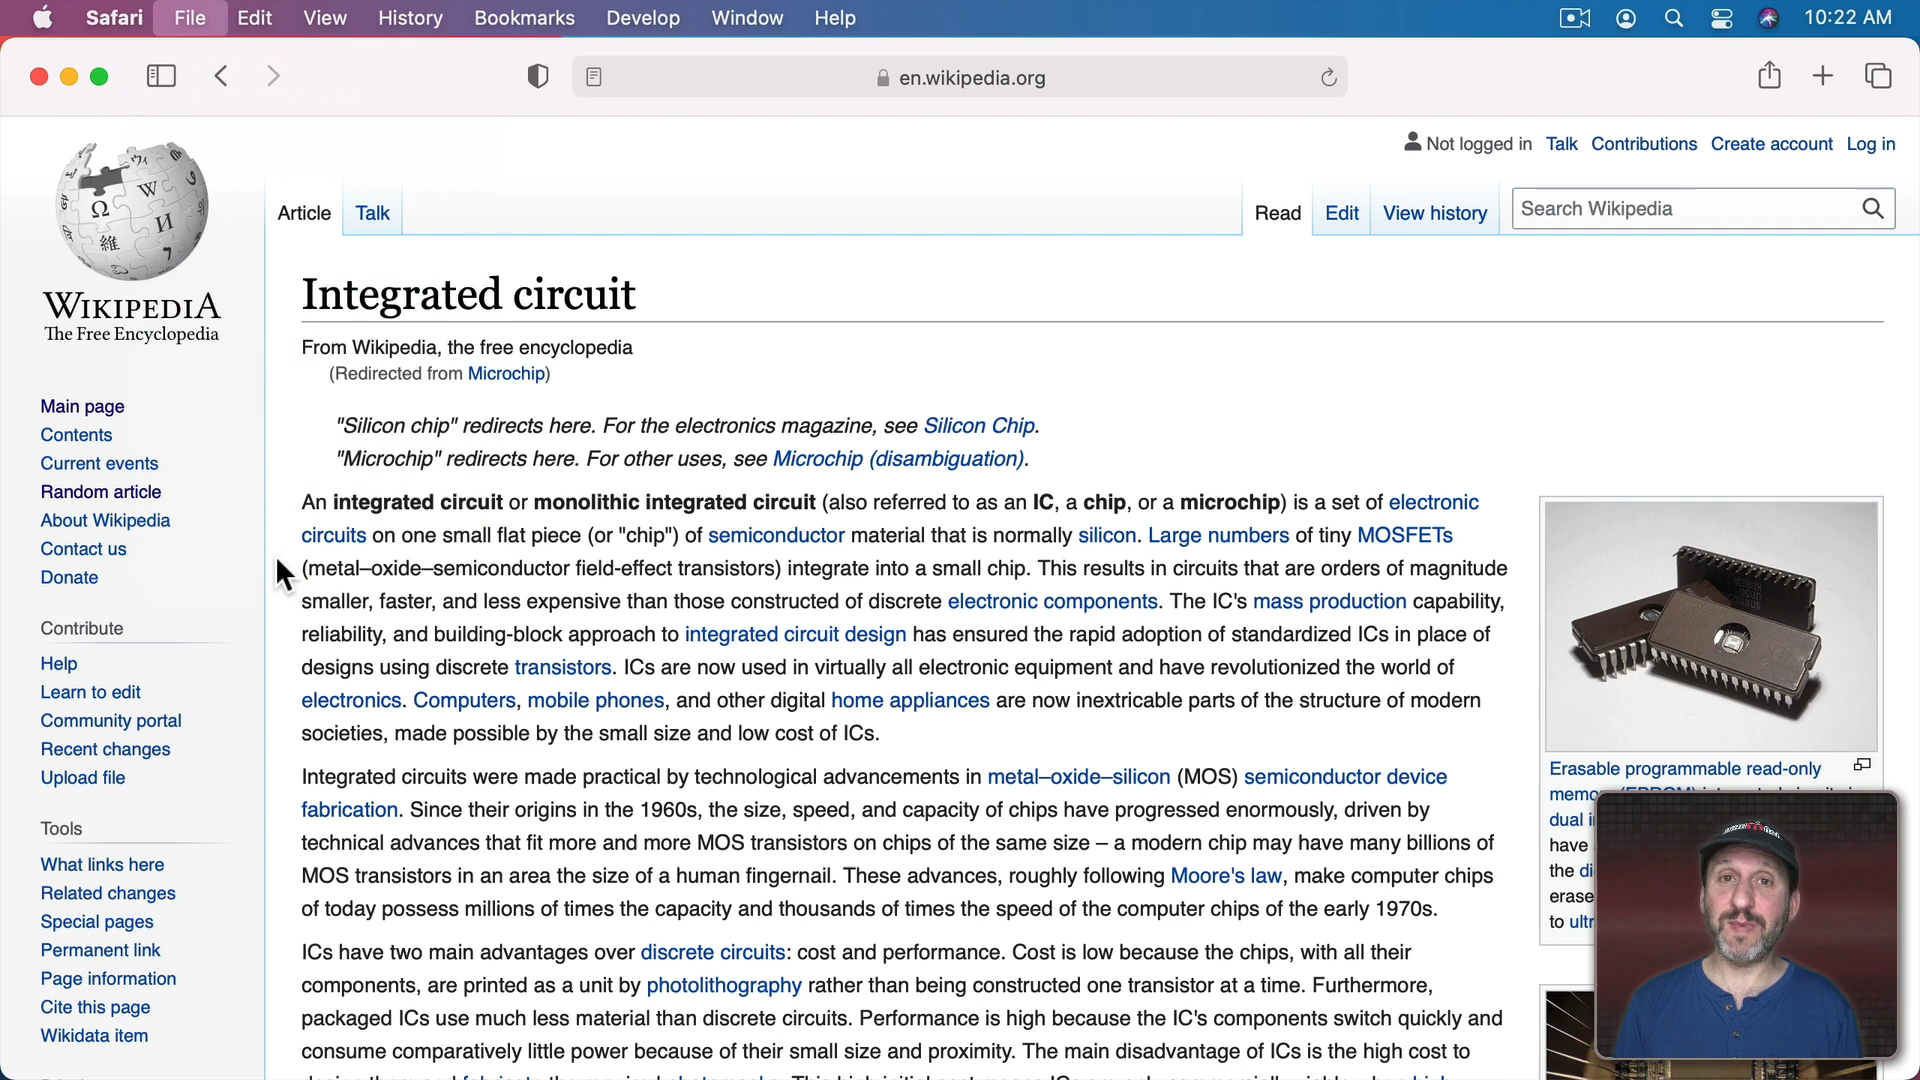 Safari File Edit View History Bookmarks Develop Window Help 10:22 AM
en.wikipedia.org
Not logged in Talk Contributions Create account Log in
Article Talk Read Edit View history Search Wikipedia
WIKIPEDIA
The Free Encyclopedia
Main page
Contents
Current events
Random article
About Wikipedia
Contact us
Donate
Contribute
Help
Learn to edit
Community portal
Recent changes
Upload file
Tools
What links here
Related changes
Special pages
Permanent link
Page information
Cite this page
Wikidata item
Integrated circuit
From Wikipedia, the free encyclopedia
(Redirected from Microchip)
"Silicon chip" redirects here. For the electronics magazine, see Silicon Chip.
"Microchip" redirects here. For other uses, see Microchip (disambiguation).
An integrated circuit or monolithic integrated circuit (also referred to as an IC, a chip, or a microchip) is a set of electronic
circuits on one small flat piece (or "chip") of semiconductor material that is normally silicon. Large numbers of tiny MOSFETs
(metal–oxide–semiconductor field-effect transistors) integrate into a small chip. This results in circuits that are orders of magnitude
smaller, faster, and less expensive than those constructed of discrete electronic components. The IC's mass production capability,
reliability, and building-block approach to integrated circuit design has ensured the rapid adoption of standardized ICs in place of
designs using discrete transistors. ICs are now used in virtually all electronic equipment and have revolutionized the world of
electronics. Computers, mobile phones, and other digital home appliances are now inextricable parts of the structure of modern
societies, made possible by the small size and low cost of ICs.
Integrated circuits were made practical by technological advancements in metal–oxide–silicon (MOS) semiconductor device
fabrication. Since their origins in the 1960s, the size, speed, and capacity of chips have progressed enormously, driven by
technical advances that fit more and more MOS transistors on chips of the same size – a modern chip may have many billions of
MOS transistors in an area the size of a human fingernail. These advances, roughly following Moore's law, make computer chips
of today possess millions of times the capacity and thousands of times the speed of the computer chips of the early 1970s.
ICs have two main advantages over discrete circuits: cost and performance. Cost is low because the chips, with all their
components, are printed as a unit by photolithography rather than being constructed one transistor at a time. Furthermore,
packaged ICs use much less material than discrete circuits. Performance is high because the IC's components switch quickly and
consume comparatively little power because of their small size and proximity. The main disadvantage of ICs is the high cost to
Erasable programmable read-only
dual
have
the
erase
to